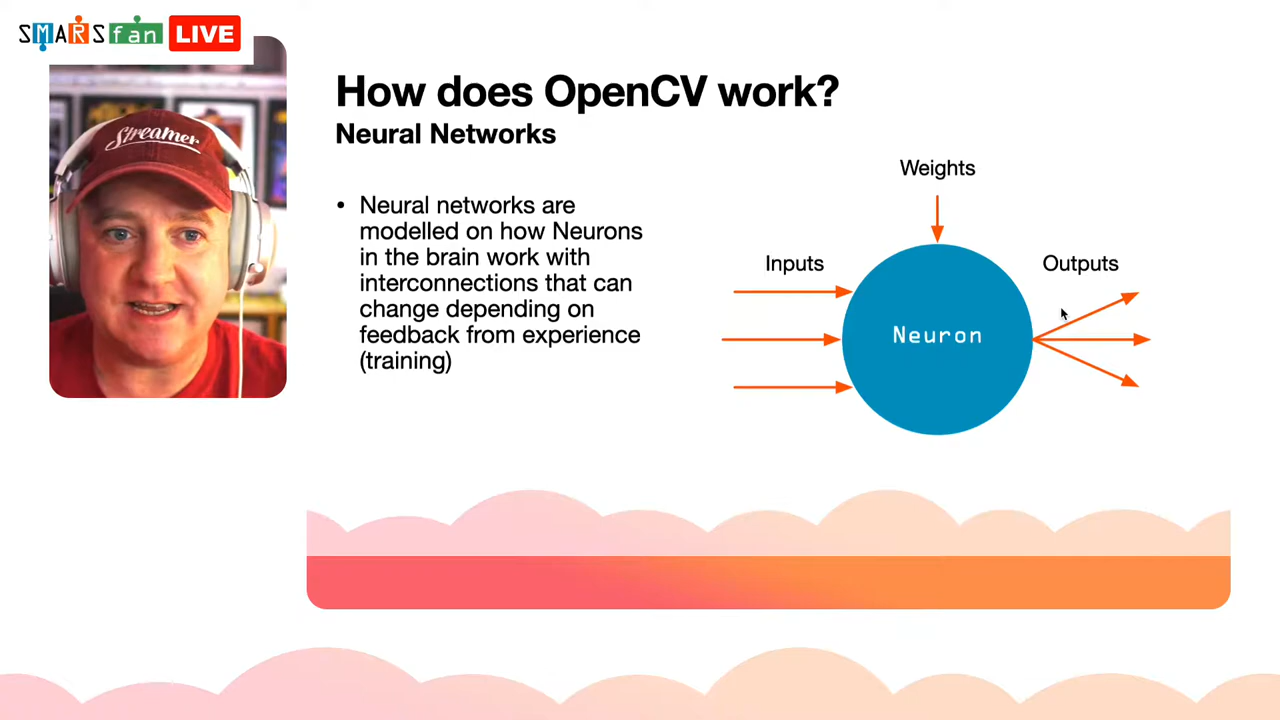 SMARSfan LIVE
Streamer
How does OpenCV work?
Neural Networks
• Neural networks are
modelled on how Neurons
in the brain work with
interconnections that can
change depending on
feedback from experience
(training)
Weights
Inputs
Outputs
Neuron